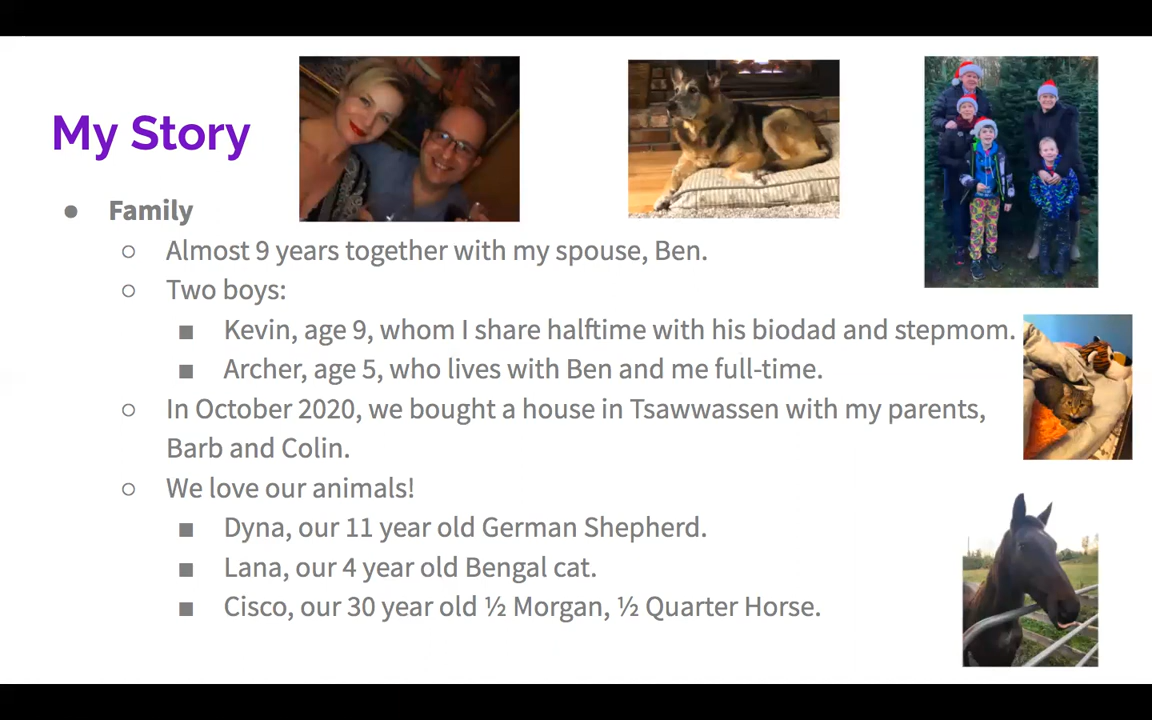 My Story
● Family
○ Almost 9 years together with my spouse, Ben.
○ Two boys:
■ Kevin, age 9, whom I share halftime with his biodad and stepmom.
■ Archer, age 5, who lives with Ben and me full-time.
○ In October 2020, we bought a house in Tsawwassen with my parents,
Barb and Colin.
○ We love our animals!
■ Dyna, our 11 year old German Shepherd.
■ Lana, our 4 year old Bengal cat.
■ Cisco, our 30 year old ½ Morgan, ½ Quarter Horse.